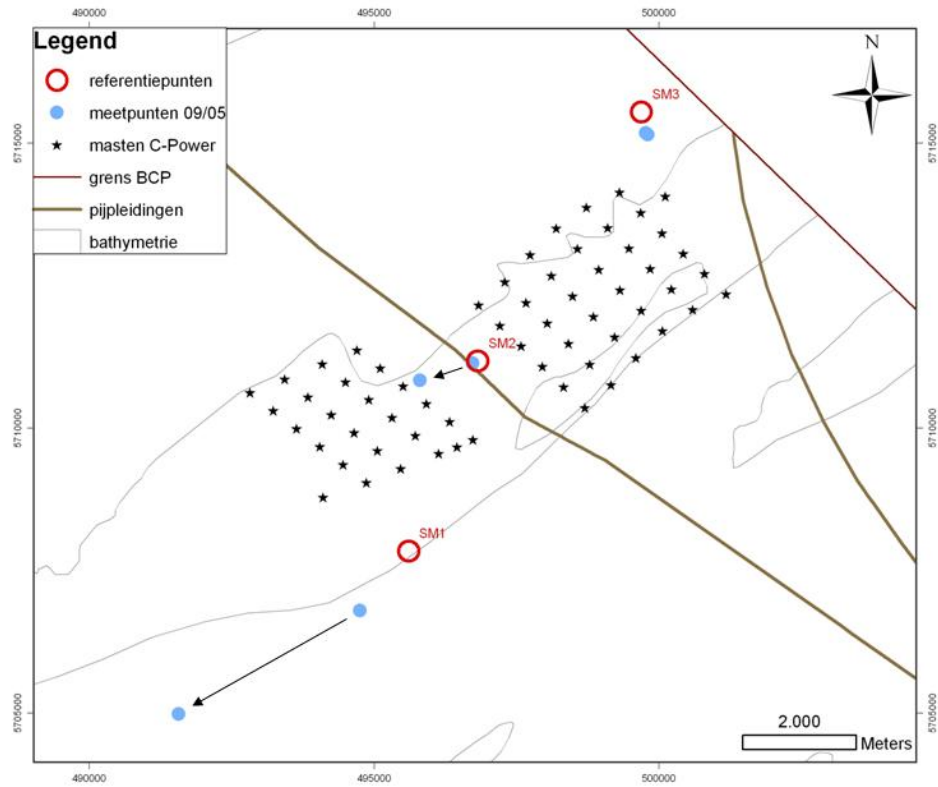 490000 495000 500000
Legend
referentiepunten
meetpunten 09/05
masten C-Power
grens BCP
pijpleidingen
bathymetrie
N
SM3
SM2
SM1
5715000 5715000
5710000 5710000
5705000 5705000
2.000
Meters
490000 495000 500000